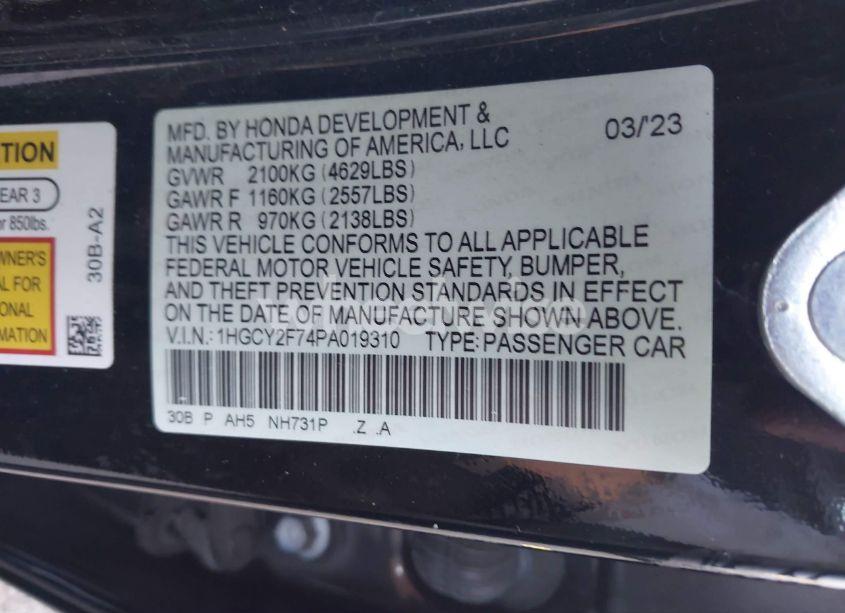 TION
EAR 3
or 850lbs.
WNER'S
AL FOR
ONAL
MATION
30B-A2
MFD. BY HONDA DEVELOPMENT &
MANUFACTURING OF AMERICA, LLC
03/'23
GVWR 2100KG (4629LBS)
GAWR F 1160KG (2557LBS)
GAWR R 970KG (2138LBS)
THIS VEHICLE CONFORMS TO ALL APPLICABLE
FEDERAL MOTOR VEHICLE SAFETY, BUMPER,
AND THEFT PREVENTION STANDARDS IN EFFECT
ON THE DATE OF MANUFACTURE SHOWN ABOVE.
V.I.N.: 1HGCY2F74PA019310 TYPE: PASSENGER CAR
30B P AH5 NH731P .Z .A